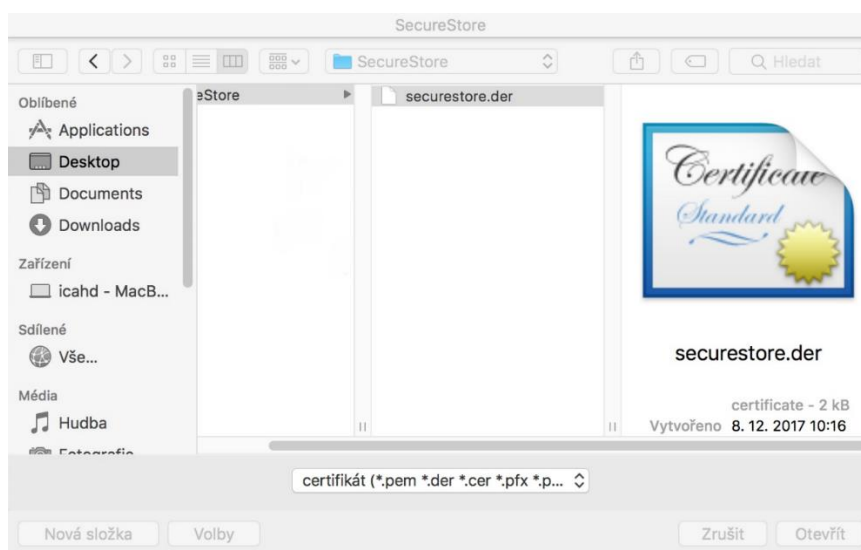 SecureStore
SecureStore
Hledat
Oblíbené
Applications
Desktop
Documents
Downloads
Zařízení
icahd - MacB...
Sdílené
Vše...
Média
Hudba
Fotografie
eStore
securestore.der
Certificate
Standard
securestore.der
certificate - 2 kB
Vytvořeno 8. 12. 2017 10:16
certifikát (*.pem *.der *.cer *.pfx *.p...
Nová složka
Volby
Zrušit
Otevřít